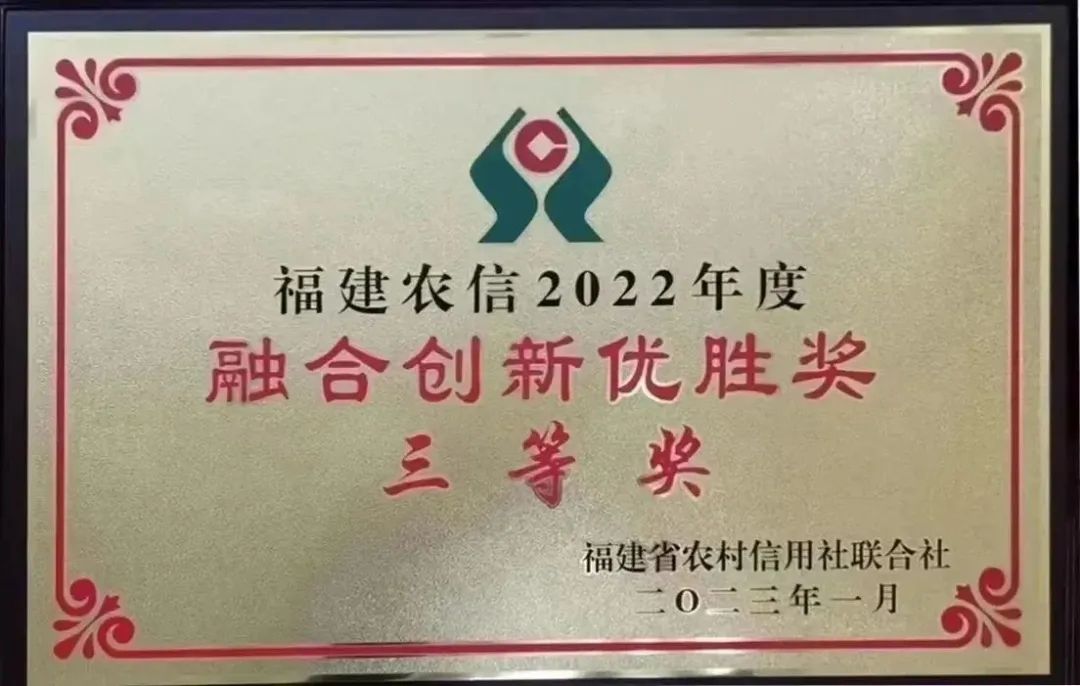 福建农信2022年度
融合创新优胜奖
三等奖
福建省农村信用社联合社
二〇二三年一月